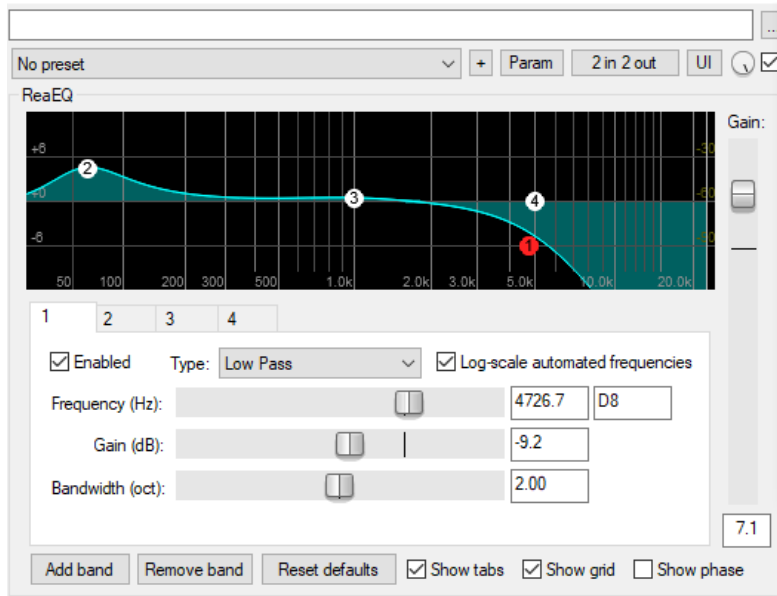 ...
No preset + Param 2 in 2 out UI
ReaEQ
Gain:
+6 -30
2
3 4
+0 -60
-6 1 -90
50 100 200 300 500 1.0k 2.0k 3.0k 5.0k 10.0k 20.0k
1 2 3 4
Enabled Type: Low Pass Log-scale automated frequencies
Frequency (Hz): 4726.7 D8
Gain (dB): -9.2
Bandwidth (oct): 2.00
7.1
Add band Remove band Reset defaults Show tabs Show grid Show phase